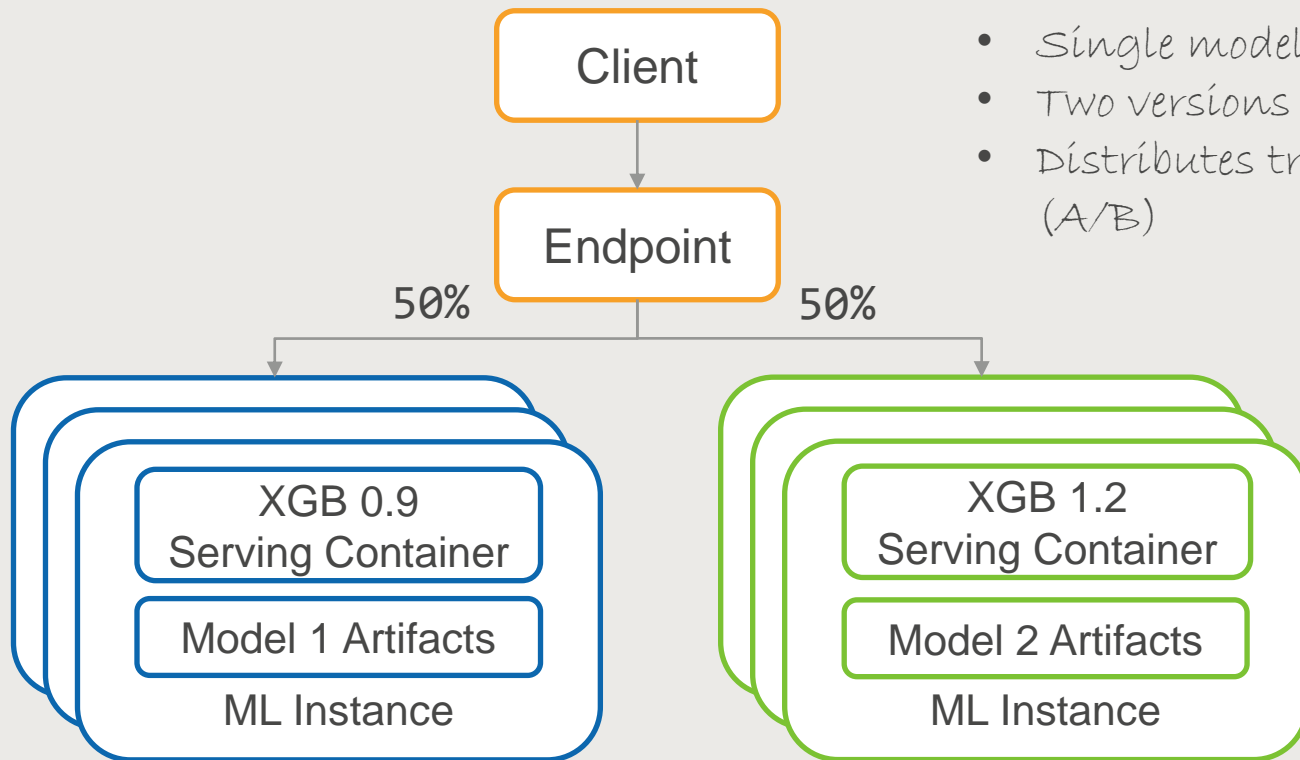 Client
• Single model
• Two versions
• Distributes
(A/B)
Endpoint
50%
50%
XGB 0.9
Serving Container
Model 1 Artifacts
ML Instance
XGB 1.2
Serving Container
Model 2 Artifacts
ML Instance